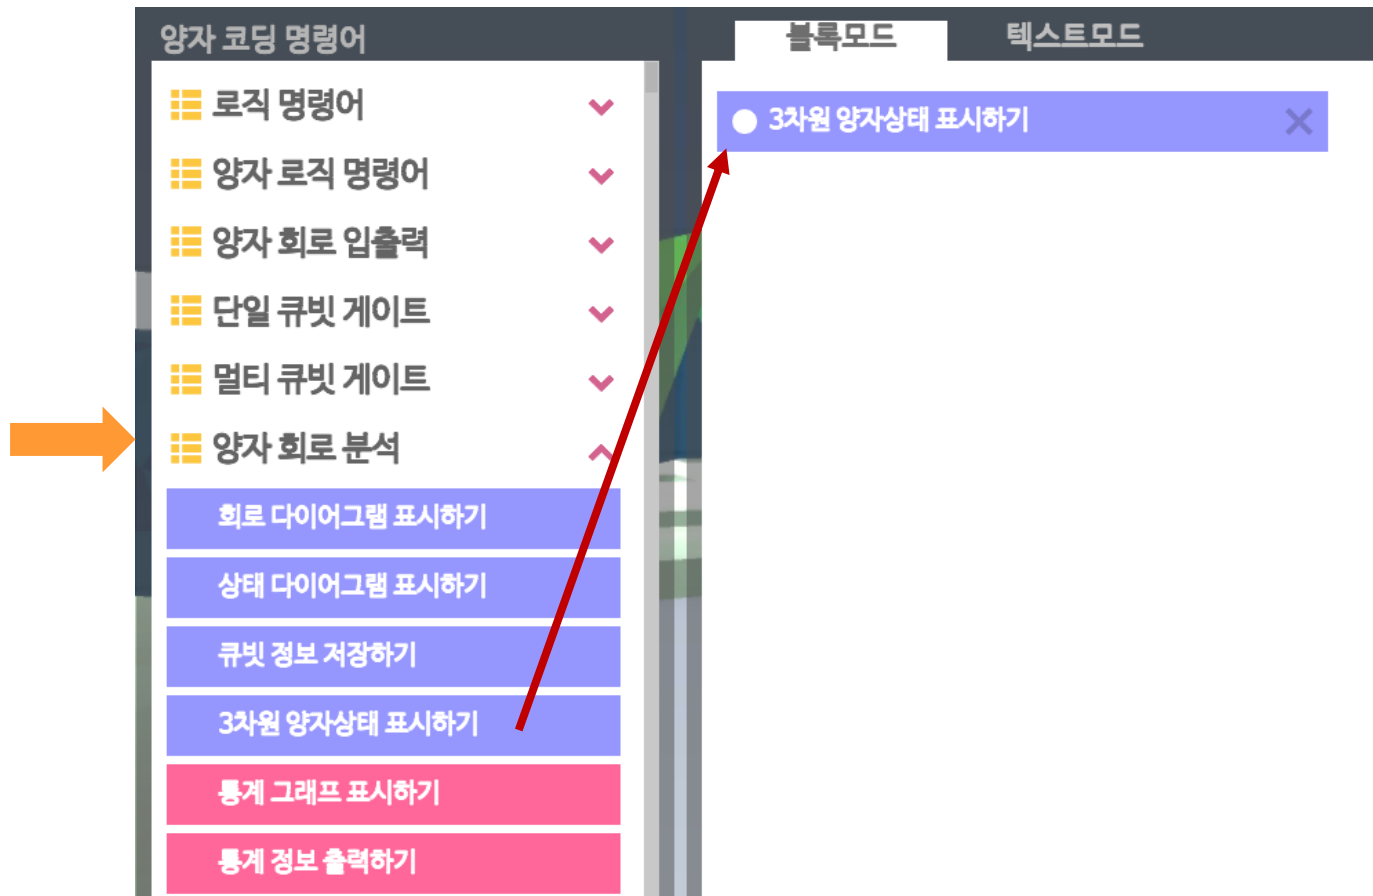 양자 코딩 명령어
로직 명령어
양자 로직 명령어
양자 회로 입출력
단일 큐빗 게이트
멀티 큐빗 게이트
양자 회로 분석
회로 다이어그램 표시하기
상태 다이어그램 표시하기
큐빗 정보 저장하기
3차원 양자상태 표시하기
통계 그래프 표시하기
통계 정보 출력하기
블록모드
텍스트모드
3차원 양자상태 표시하기